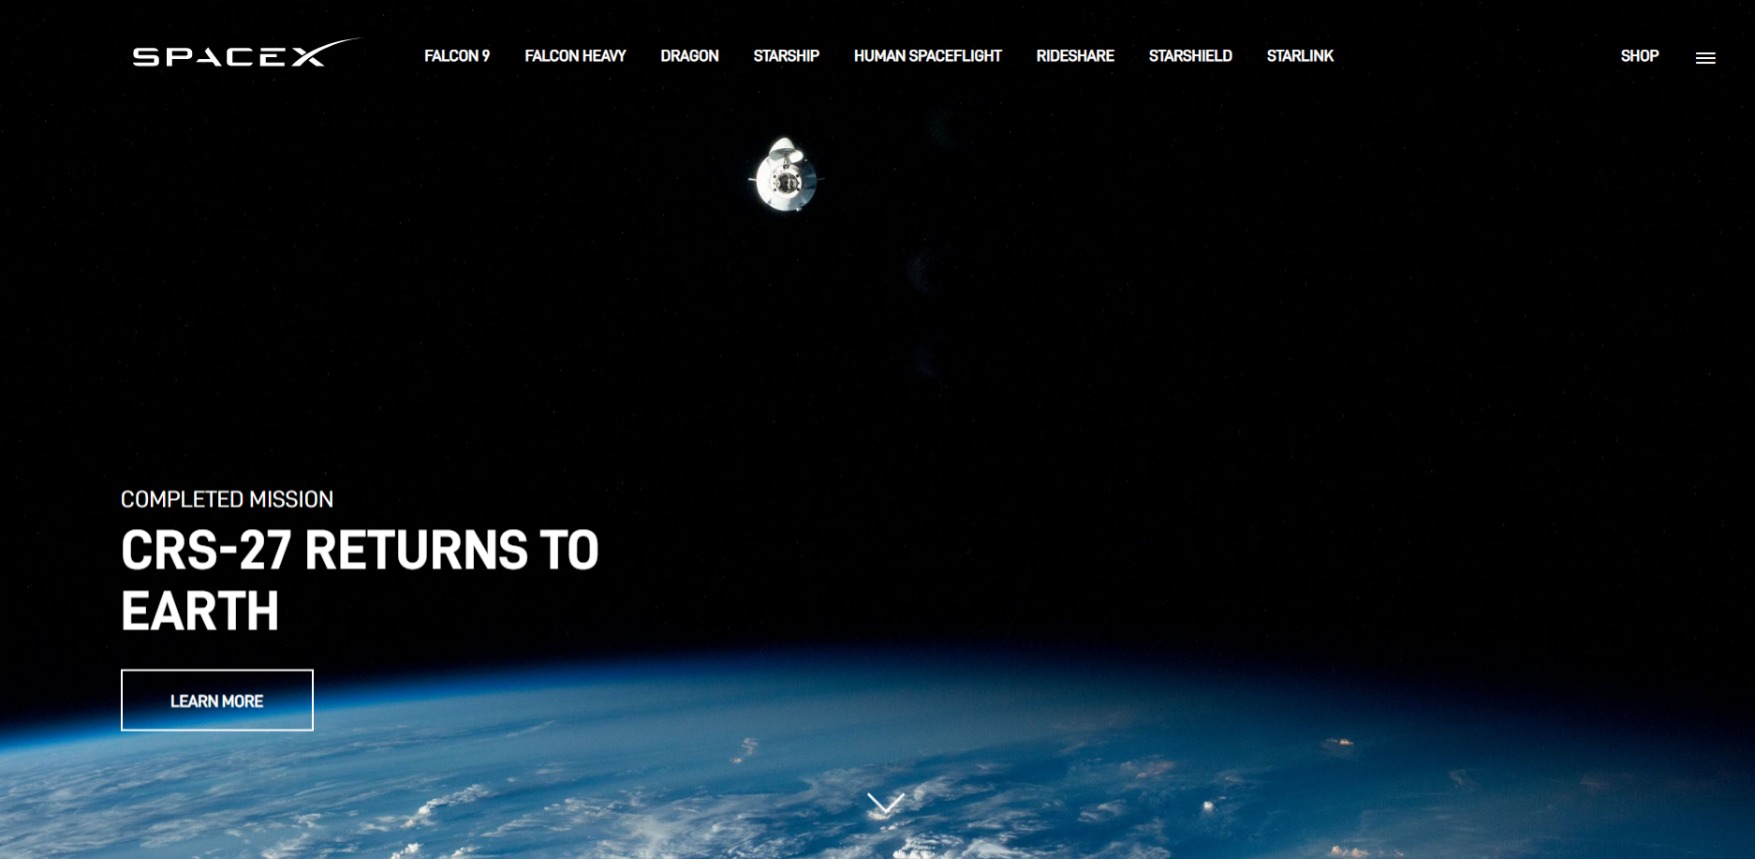 SPACEX
FALCON 9 FALCON HEAVY DRAGON STARSHIP HUMAN SPACEFLIGHT RIDESHARE STARSHIELD STARLINK SHOP
COMPLETED MISSION
CRS-27 RETURNS TO
EARTH
LEARN MORE